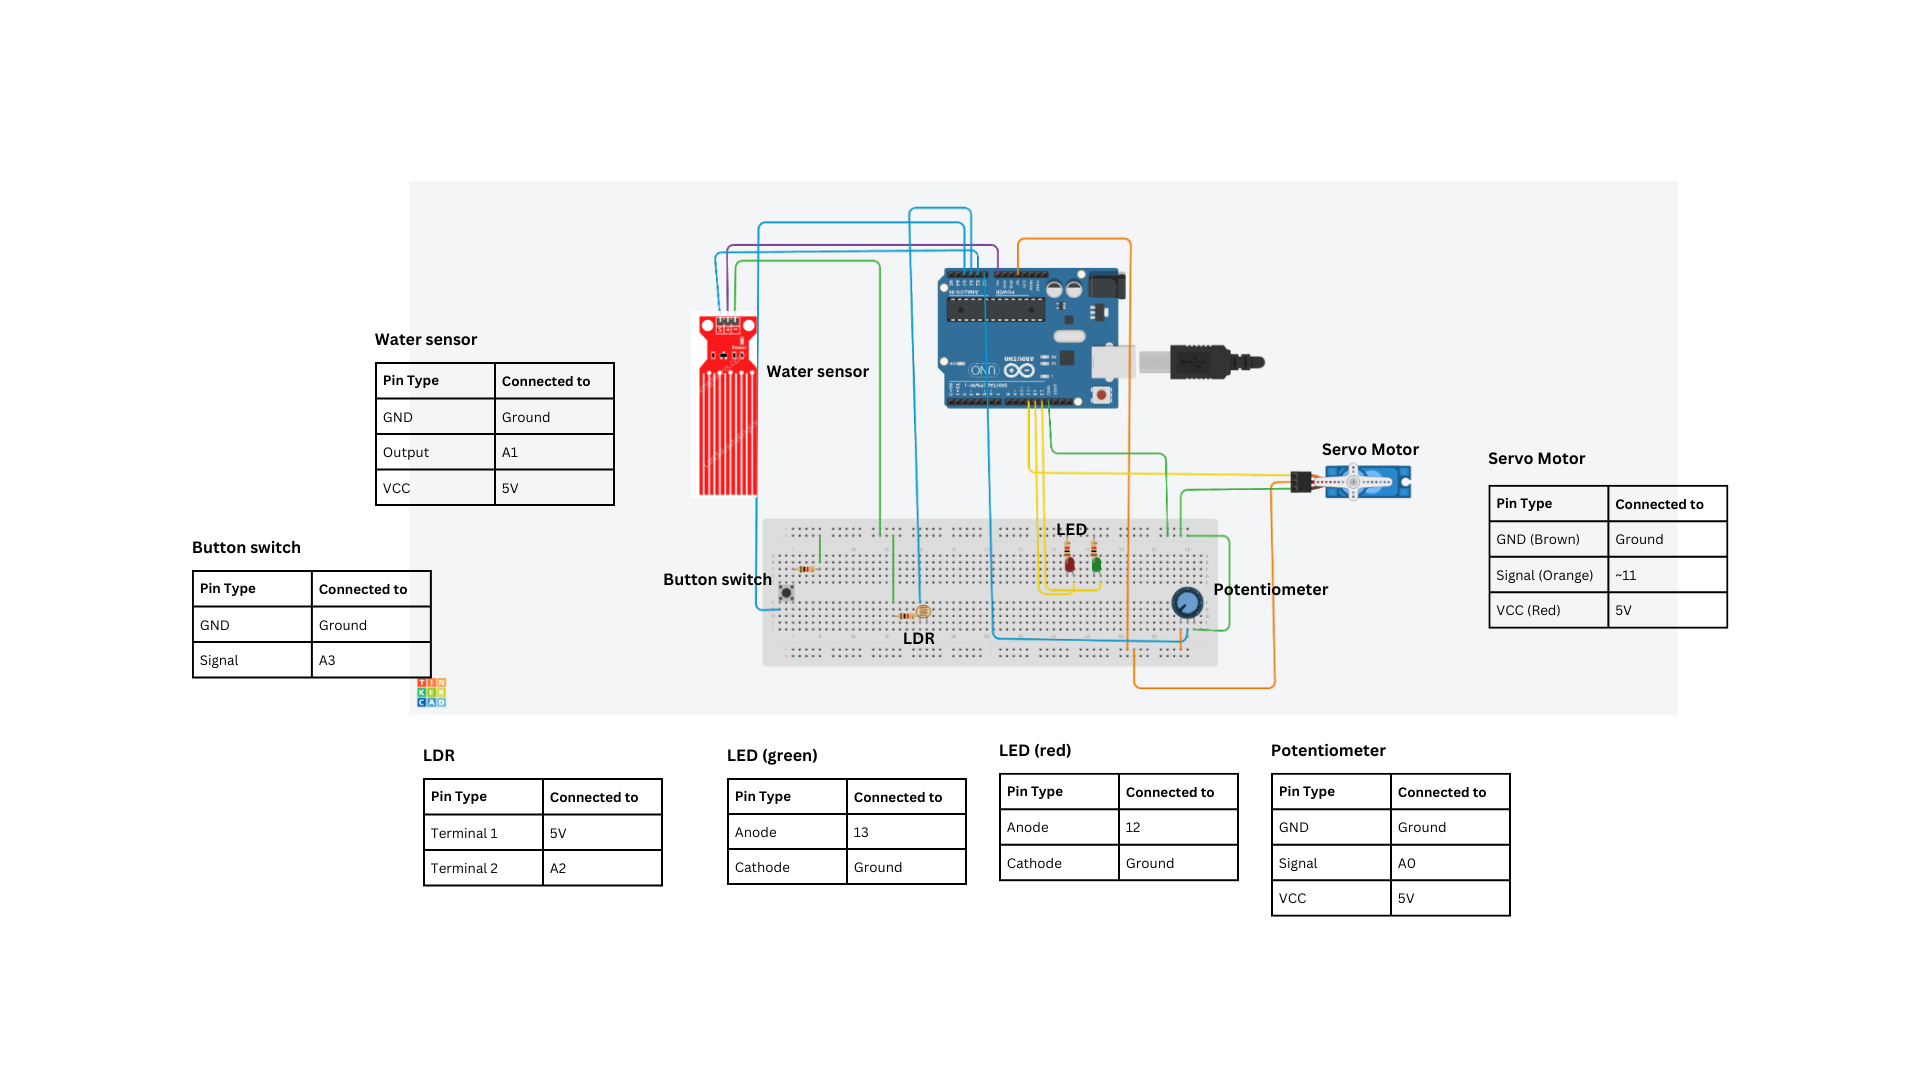 Water sensor
Pin Type Connected to
GND Ground
Output A1
VCC 5V
Water sensor
Button switch
Pin Type Connected to
GND Ground
Signal A3
Button switch
LED
LDR
Potentiometer
Servo Motor
Servo Motor
Pin Type Connected to
GND (Brown) Ground
Signal (Orange) ~11
VCC (Red) 5V
ARDUINO
UNO
ANALOG IN
POWER
S + -
TIN
KER
CAD
LDR
Pin Type Connected to
Terminal 1 5V
Terminal 2 A2
LED (green)
Pin Type Connected to
Anode 13
Cathode Ground
LED (red)
Pin Type Connected to
Anode 12
Cathode Ground
Potentiometer
Pin Type Connected to
GND Ground
Signal A0
VCC 5V